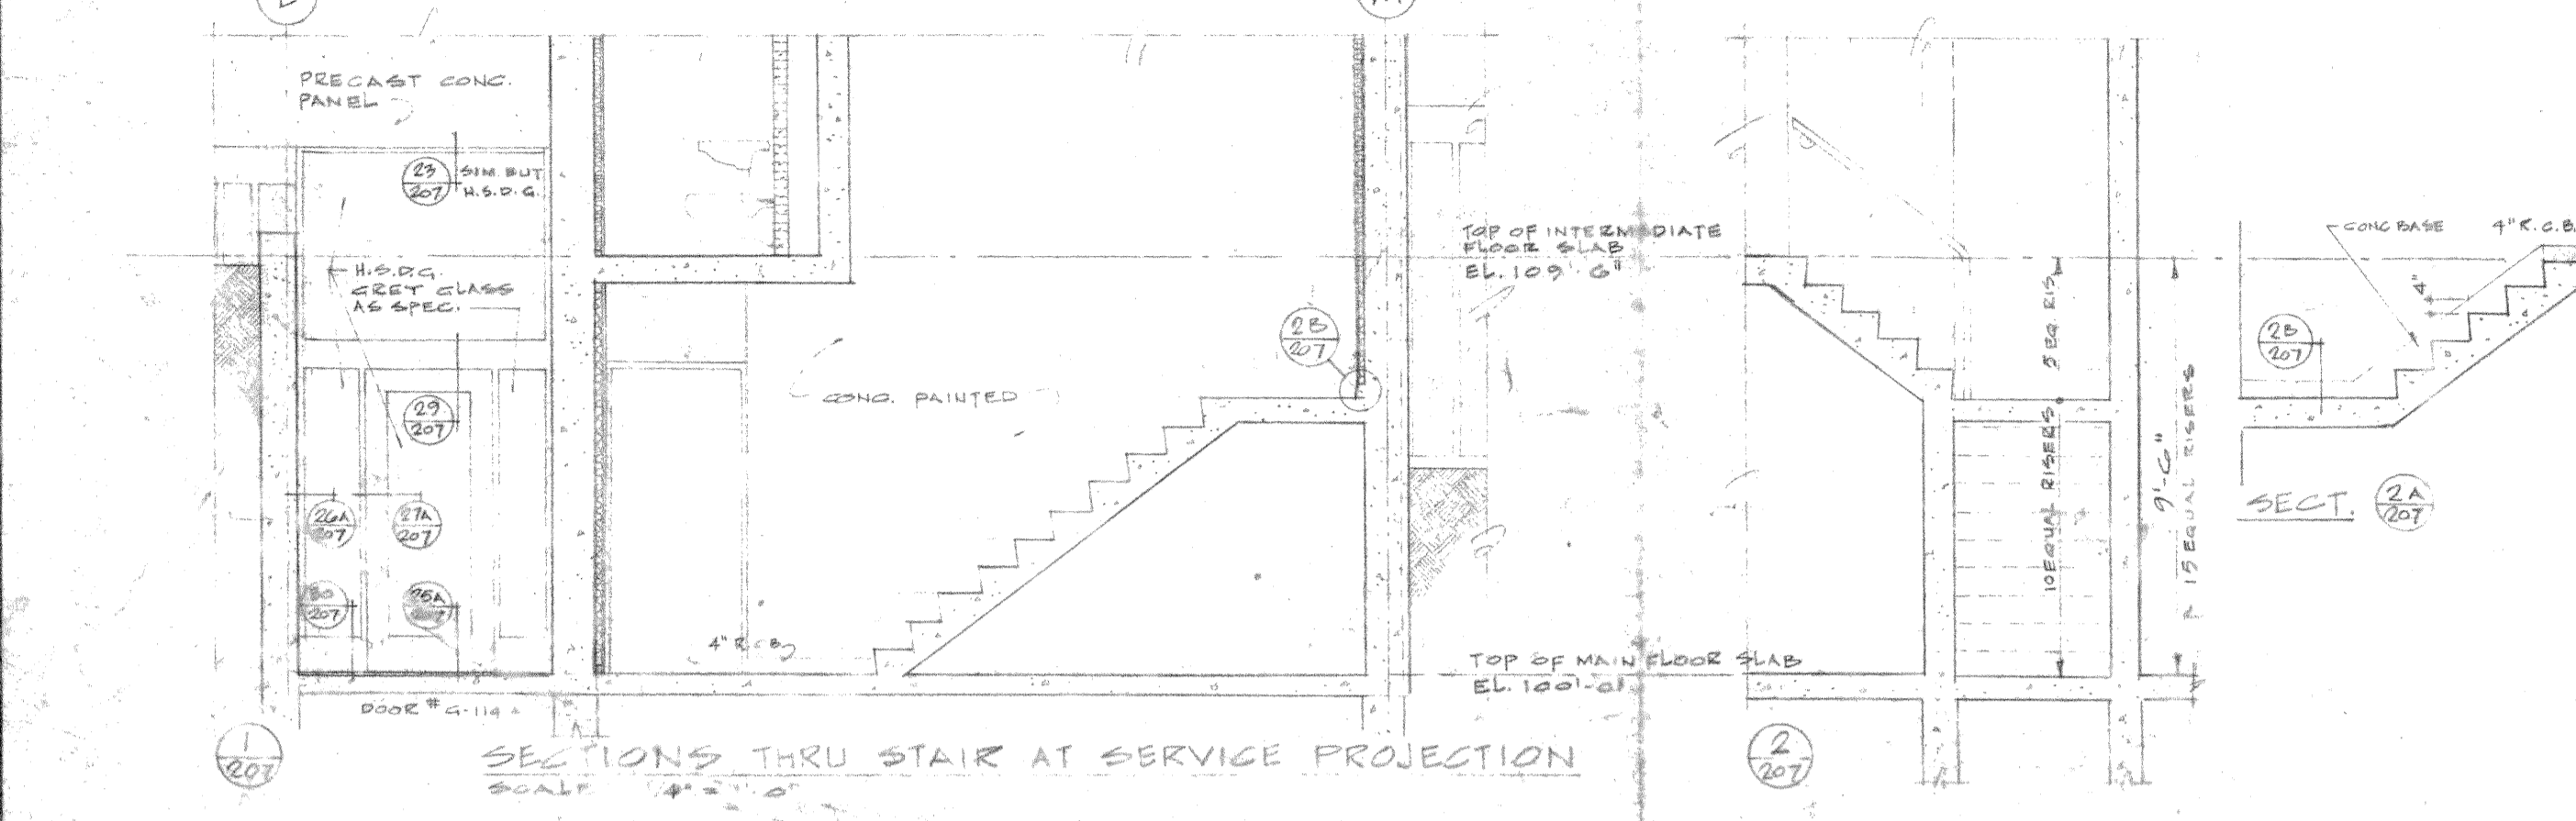 PRECAST CONC.
PANEL
23
207
SIM. BUT
H.S.D.G.
H.S.D.G.
GREY GLASS
AS SPEC.
29
207
26A
207
27A
207
207
DOOR # G-114
1
207
CONC. PAINTED
4" R.C.B.
2B
207
TOP OF INTERMEDIATE
FLOOR SLAB
EL. 109'-6"
TOP OF MAIN FLOOR SLAB
EL. 100'-0"
SECTIONS THRU STAIR AT SERVICE PROJECTION
SCALE
10 EQUAL RISERS. 5 EQ RIS.
9'-6"
15 EQUAL RISERS
2
207
CONC BASE
4" R.C.B.
4"
2B
207
SECT.
2A
207